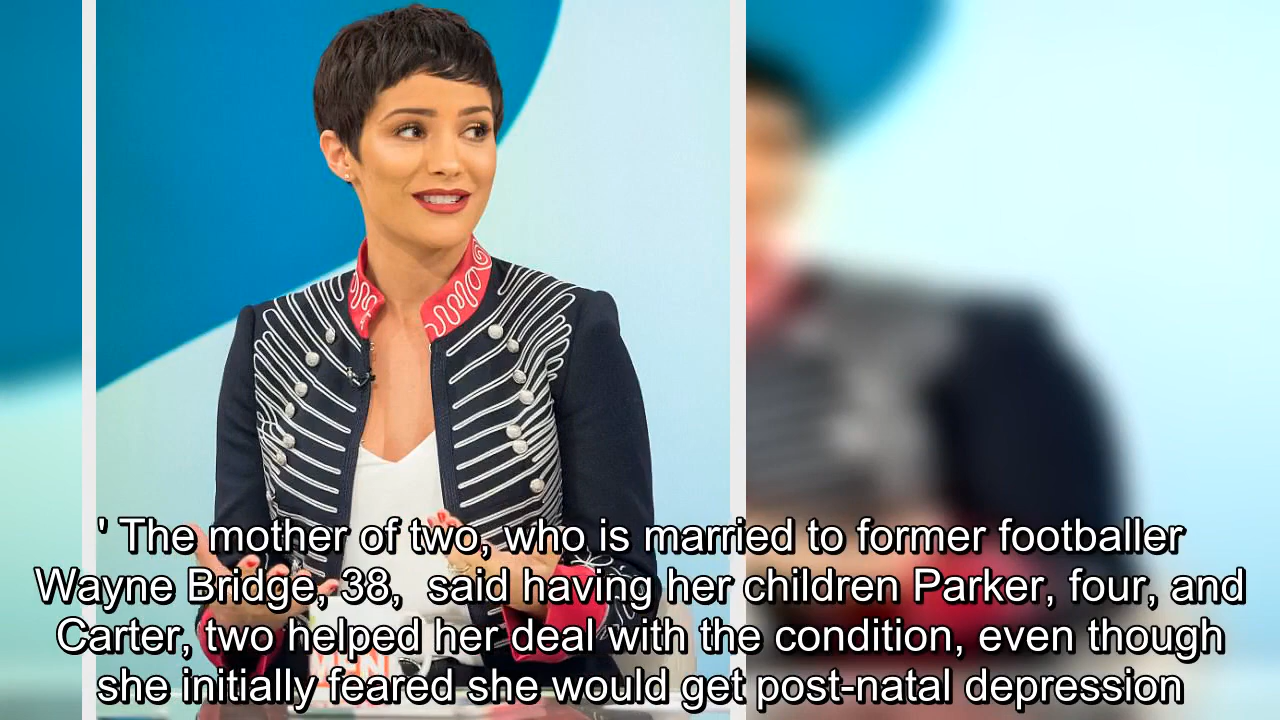 ' The mother of two, who is married to former footballer
Wayne Bridge, 38,  said having her children Parker, four, and
Carter, two helped her deal with the condition, even though
she initially feared she would get post-natal depression